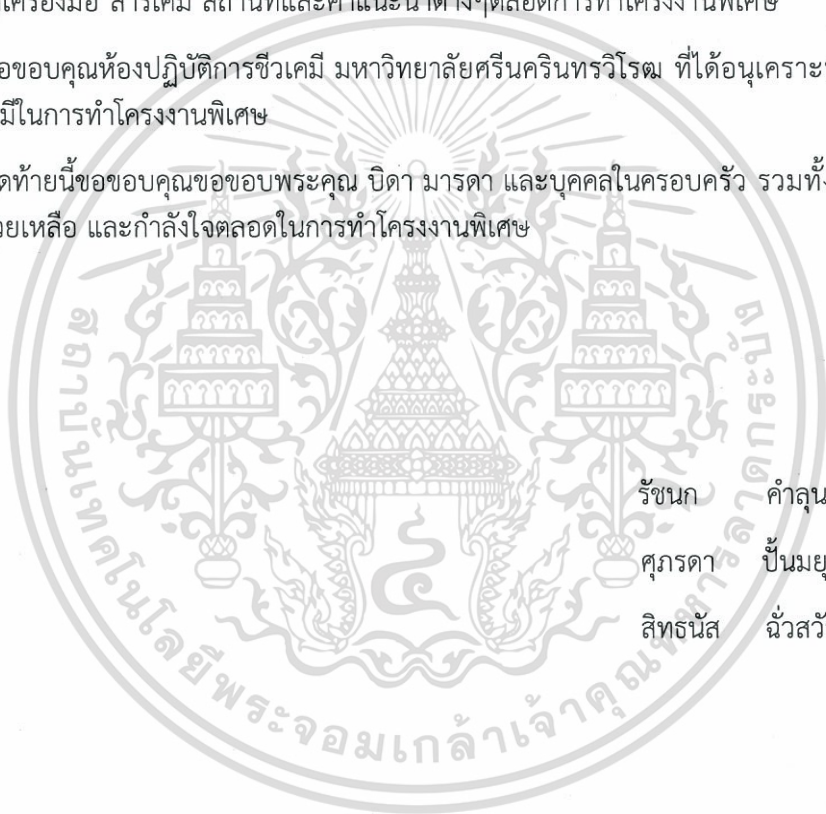 เครื่องมือ สารเคมี สถานที่และคำแนะนำต่างๆตลอดการทำโครงงานพิเศษ
ขอบคุณห้องปฏิบัติการชีวเคมี มหาวิทยาลัยศรีนครินทรวิโรฒ ที่ได้อนุเคราะห์
มีในการทำโครงงานพิเศษ
ดท้ายนี้ขอขอบคุณขอขอบพระคุณ บิดา มารดา และบุคคลในครอบครัว รวมทั้ง
วยเหลือ และกำลังใจตลอดในการทำโครงงานพิเศษ
รัชนก คำลุน
ศุภรดา ปั้นมยุ
สิทธนัส ฉั่วสวั
สถาบันเทคโนโลยีพระจอมเกล้าเจ้าคุณทหารลาดกระบัง